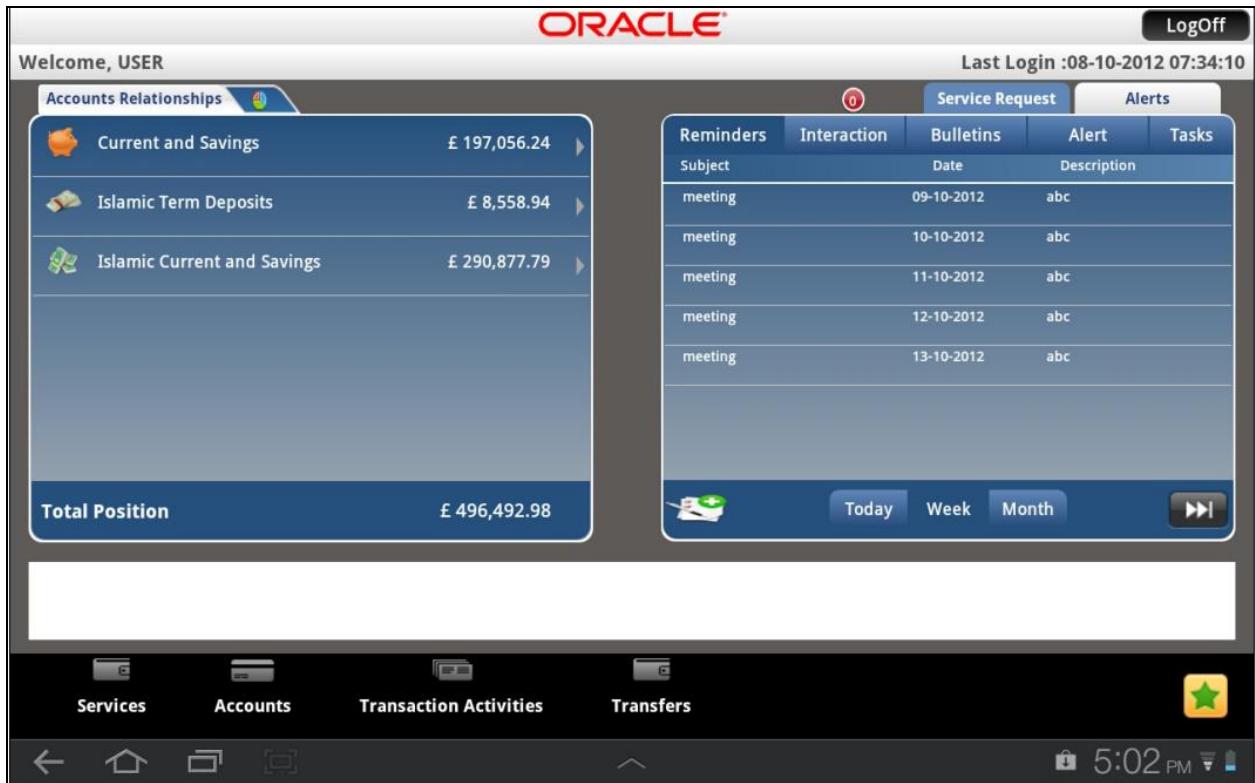 ORACLE
LogOff
Welcome, USER
Last Login :08-10-2012 07:34:10
Accounts Relationships
0
Service Request
Alerts
Current and Savings £ 197,056.24
Islamic Term Deposits £ 8,558.94
Islamic Current and Savings £ 290,877.79
Total Position £ 496,492.98
Reminders Interaction Bulletins Alert Tasks
Subject Date Description
meeting 09-10-2012 abc
meeting 10-10-2012 abc
meeting 11-10-2012 abc
meeting 12-10-2012 abc
meeting 13-10-2012 abc
Today Week Month
Services Accounts Transaction Activities Transfers
5:02 PM